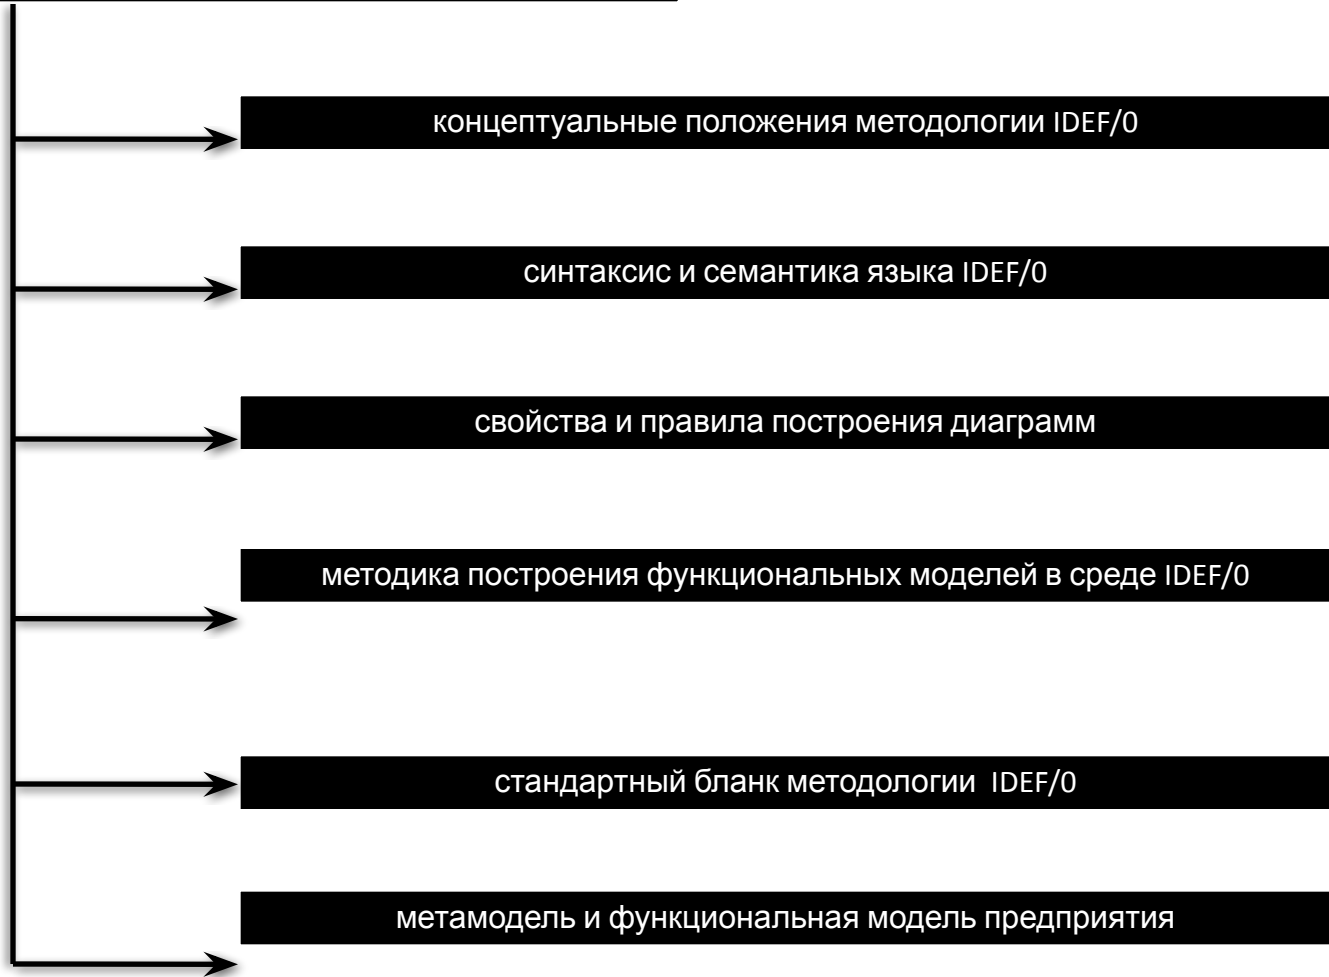 концептуальные положения методологии IDEF/0
синтаксис и семантика языка IDEF/0
свойства и правила построения диаграмм
методика построения функциональных моделей в среде IDEF/0
стандартный бланк методологии IDEF/0
метамодель и функциональная модель предприятия